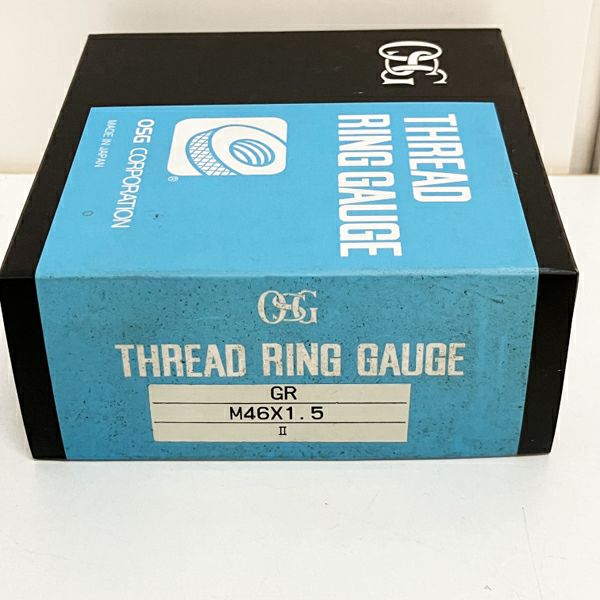 OSG
THREAD
RING GAUGE
OSG CORPORATION
MADE IN JAPAN
®
OSG
THREAD RING GAUGE
GR
M46X1.5
II